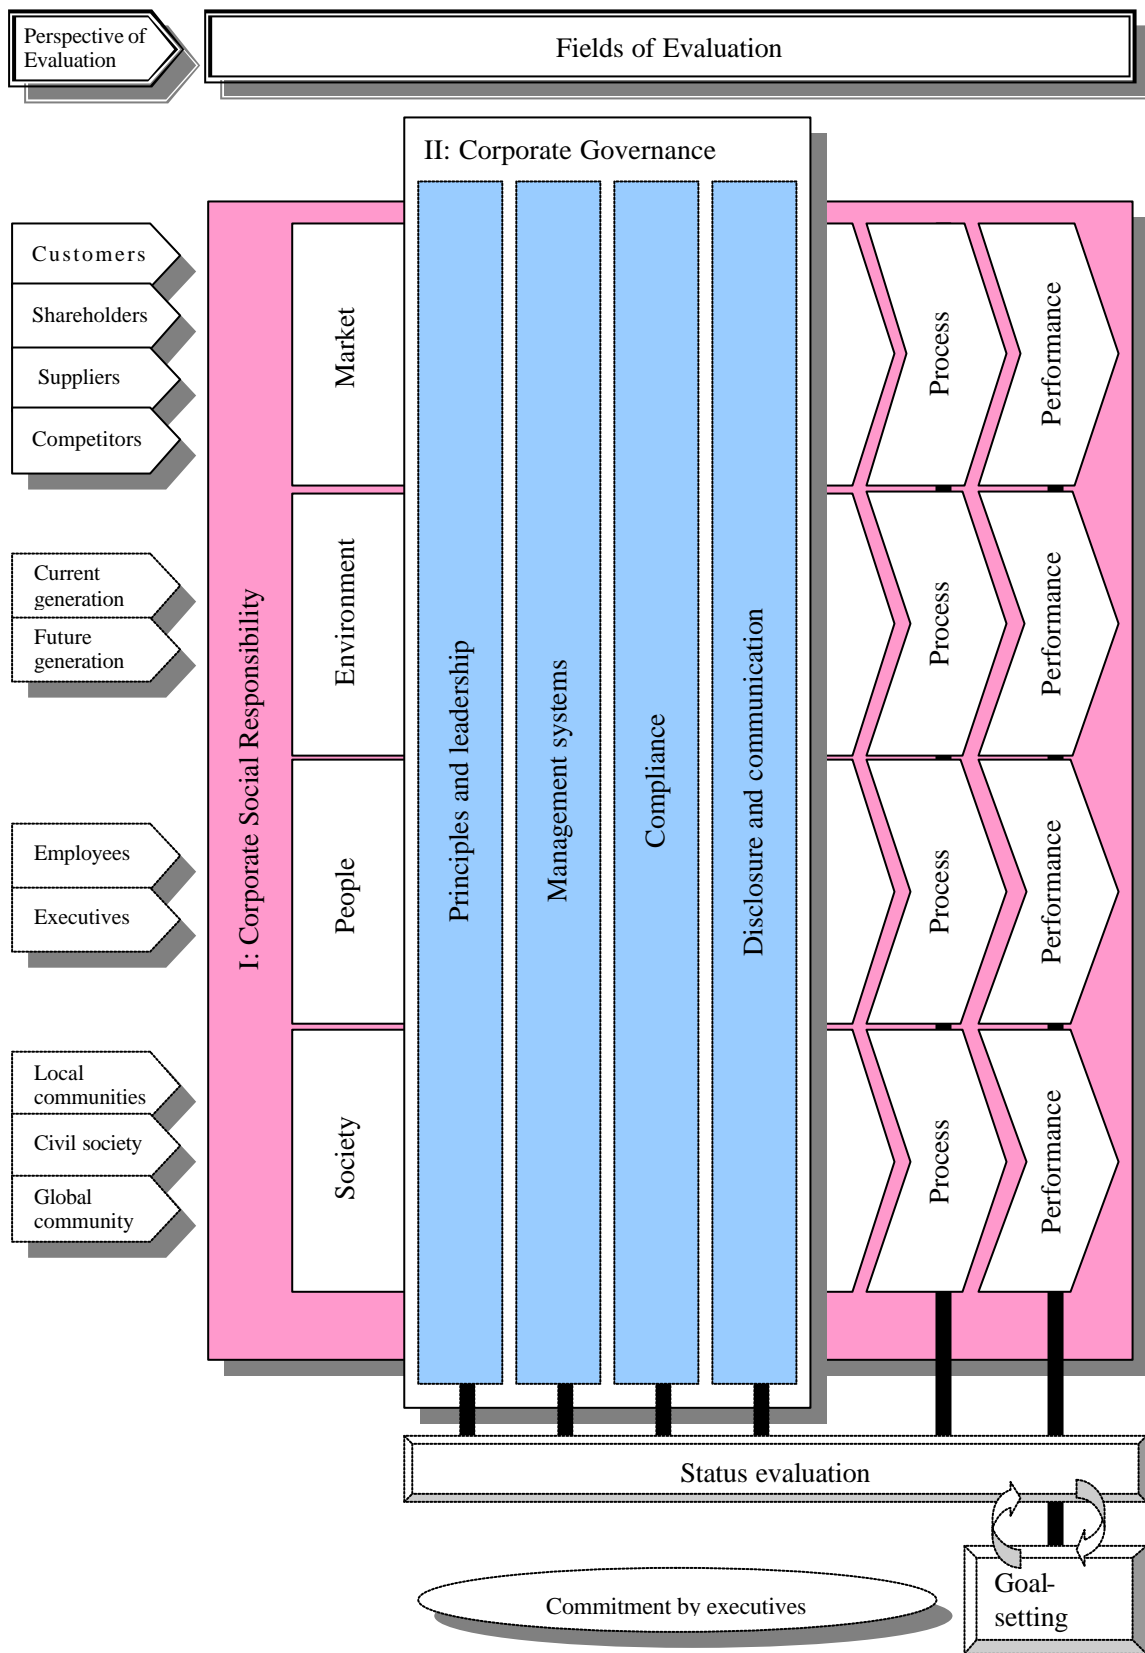 Perspective of
Evaluation
Fields of Evaluation
II: Corporate Governance
I: Corporate Social Responsibility
Customers
Shareholders
Suppliers
Competitors
Market
Process
Performance
Current
generation
Future
generation
Environment
Process
Performance
Employees
Executives
People
Process
Performance
Local
communities
Civil society
Global
community
Society
Process
Performance
Principles and leadership
Management systems
Compliance
Disclosure and communication
Status evaluation
Commitment by executives
Goal-
setting